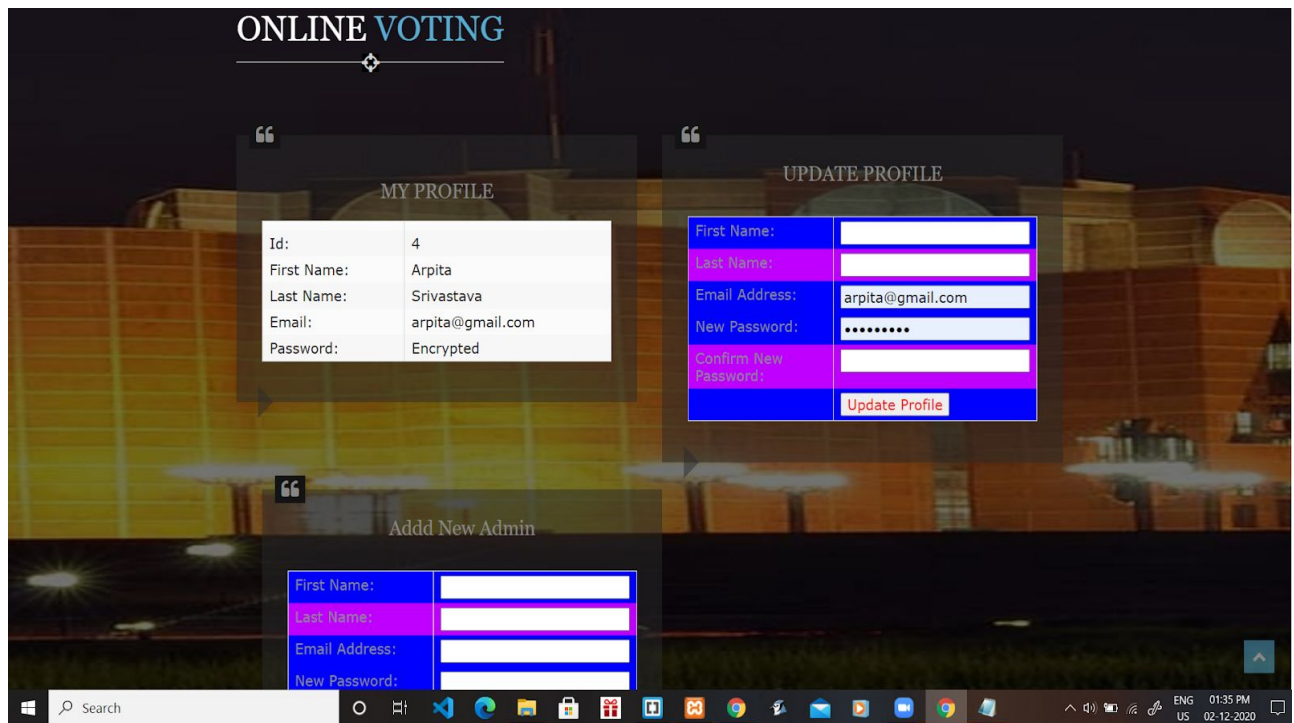 ONLINE VOTING
MY PROFILE
Id: 4
First Name: Arpita
Last Name: Srivastava
Email: arpita@gmail.com
Password: Encrypted
UPDATE PROFILE
First Name:
Last Name:
Email Address: arpita@gmail.com
New Password: •••••••••
Confirm New
Password:
Update Profile
Addd New Admin
First Name:
Last Name:
Email Address:
New Password:
Search
ENG
US
01:35 PM
02-12-2020